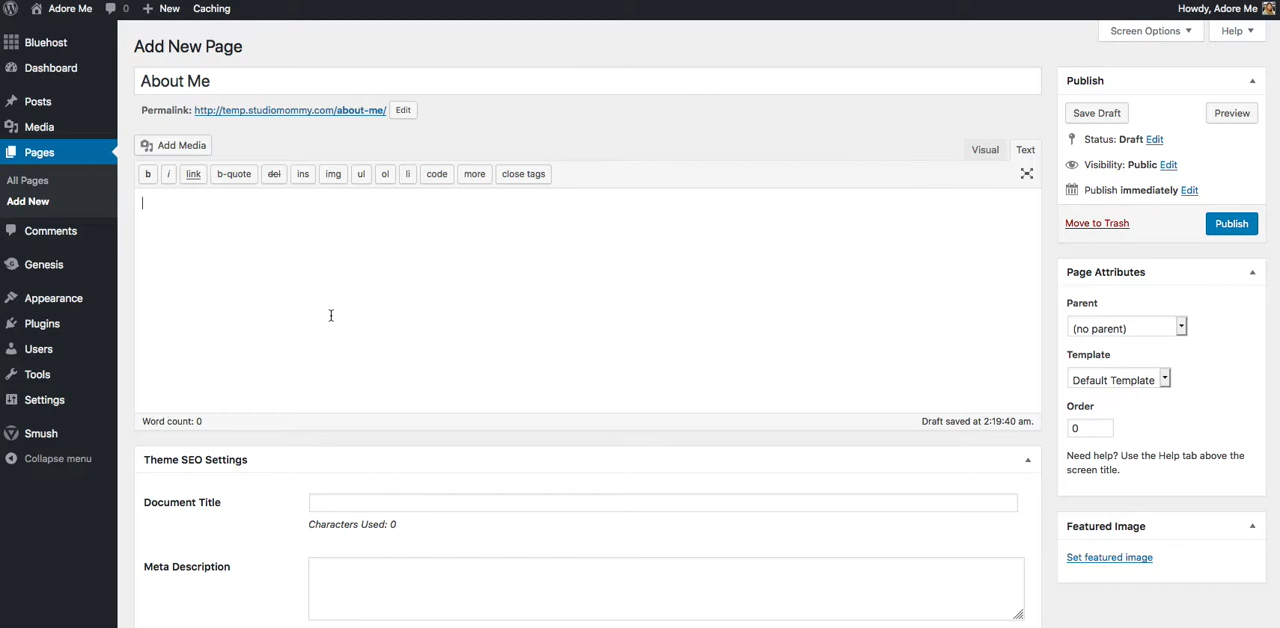 Adore Me 0 New Caching Howdy, Adore Me
Bluehost
Dashboard
Posts
Media
Pages
All Pages
Add New
Comments
Genesis
Appearance
Plugins
Users
Tools
Settings
Smush
Collapse menu
Screen Options Help
Add New Page
About Me
Permalink: http://temp.studiomommy.com/about-me/ Edit
Add Media
Visual Text
b i link b-quote del ins img ul ol li code more close tags
Word count: 0 Draft saved at 2:19:40 am.
Theme SEO Settings
Document Title
Characters Used: 0
Meta Description
Publish
Save Draft Preview
Status: Draft Edit
Visibility: Public Edit
Publish immediately Edit
Move to Trash Publish
Page Attributes
Parent
(no parent)
Template
Default Template
Order
0
Need help? Use the Help tab above the
screen title.
Featured Image
Set featured image